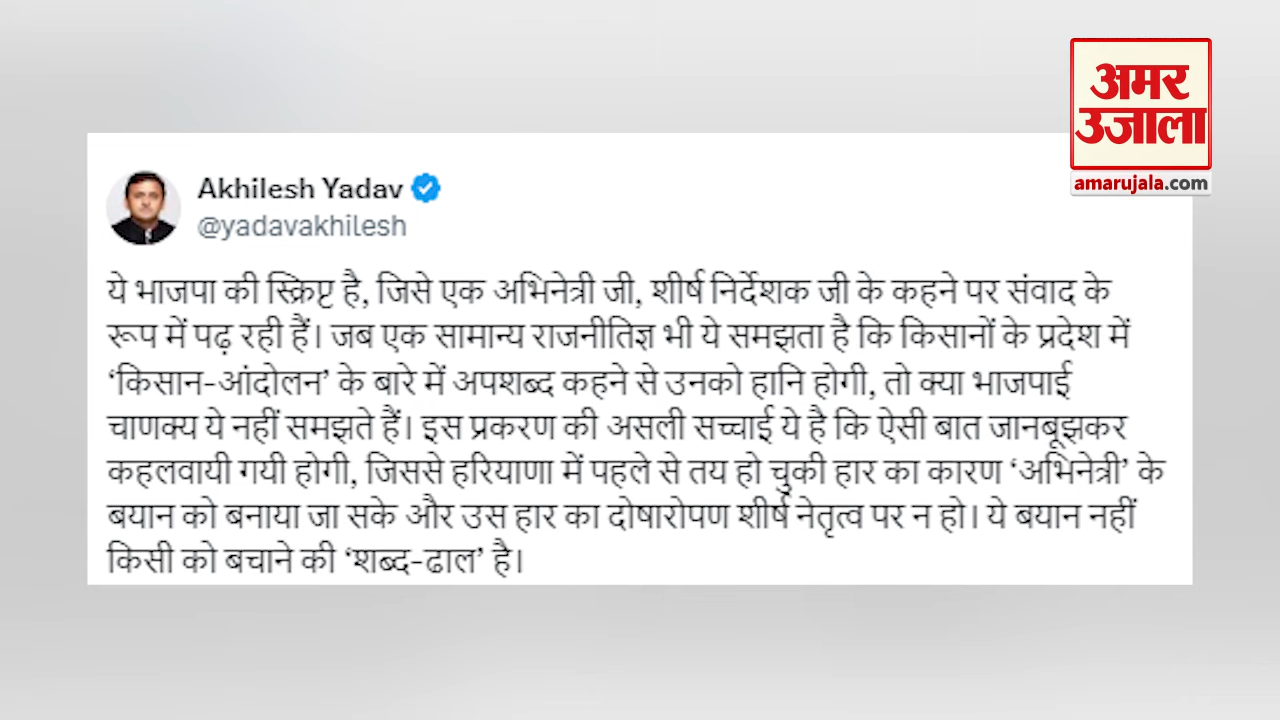 अमर
उजाला
amarujala.com
Akhilesh Yadav
@yadavakhilesh
ये भाजपा की स्क्रिप्ट है, जिसे एक अभिनेत्री जी, शीर्ष निर्देशक जी के कहने पर संवाद के
रूप में पढ़ रही हैं। जब एक सामान्य राजनीतिज्ञ भी ये समझता है कि किसानों के प्रदेश में
‘किसान-आंदोलन’ के बारे में अपशब्द कहने से उनको हानि होगी, तो क्या भाजपाई
चाणक्य ये नहीं समझते हैं। इस प्रकरण की असली सच्चाई ये है कि ऐसी बात जानबूझकर
कहलवायी गयी होगी, जिससे हरियाणा में पहले से तय हो चुकी हार का कारण ‘अभिनेत्री’ के
बयान को बनाया जा सके और उस हार का दोषारोपण शीर्ष नेतृत्व पर न हो। ये बयान नहीं
किसी को बचाने की ‘शब्द-ढाल’ है।